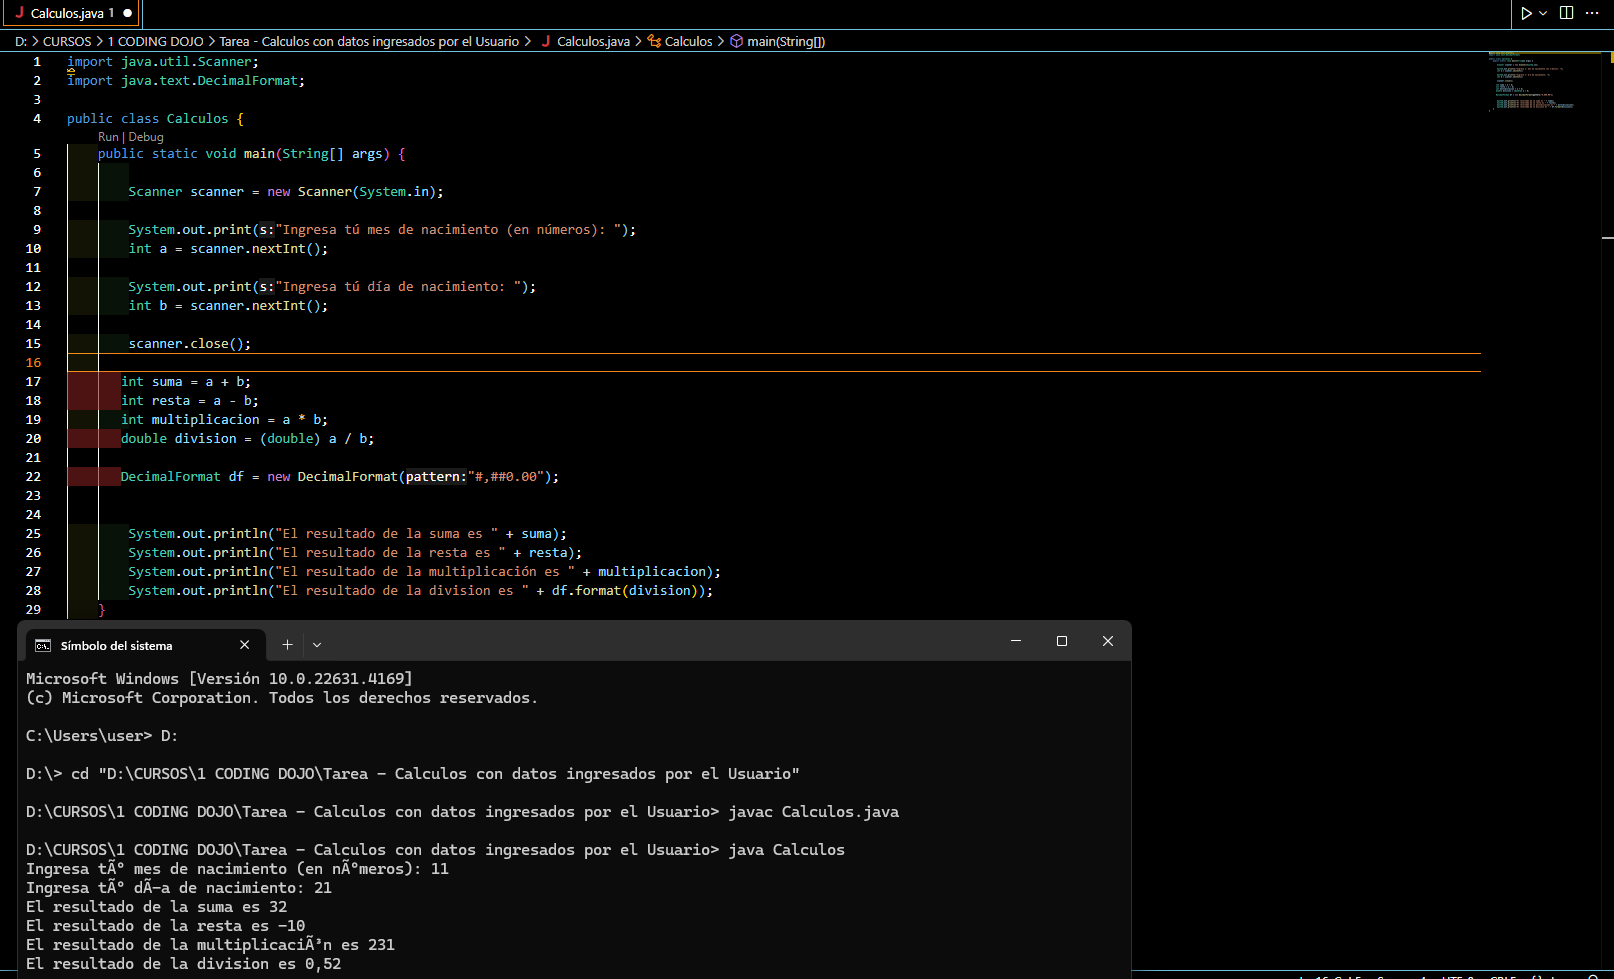 Calculos.java 1
D: > CURSOS > 1 CODING DOJO > Tarea - Calculos con datos ingresados por el Usuario > Calculos.java > Calculos > main(String[])
1 import java.util.Scanner;
2 import java.text.DecimalFormat;
3
4 public class Calculos {
Run | Debug
5 public static void main(String[] args) {
6
7 Scanner scanner = new Scanner(System.in);
8
9 System.out.print(s:"Ingresa tú mes de nacimiento (en números): ");
10 int a = scanner.nextInt();
11
12 System.out.print(s:"Ingresa tú día de nacimiento: ");
13 int b = scanner.nextInt();
14
15 scanner.close();
16
17 int suma = a + b;
18 int resta = a - b;
19 int multiplicacion = a * b;
20 double division = (double) a / b;
21
22 DecimalFormat df = new DecimalFormat(pattern:"#,##0.00");
23
24
25 System.out.println("El resultado de la suma es " + suma);
26 System.out.println("El resultado de la resta es " + resta);
27 System.out.println("El resultado de la multiplicación es " + multiplicacion);
28 System.out.println("El resultado de la division es " + df.format(division));
29 }
Símbolo del sistema
Microsoft Windows [Versión 10.0.22631.4169]
(c) Microsoft Corporation. Todos los derechos reservados.
C:\Users\user> D:
D:\> cd "D:\CURSOS\1 CODING DOJO\Tarea - Calculos con datos ingresados por el Usuario"
D:\CURSOS\1 CODING DOJO\Tarea - Calculos con datos ingresados por el Usuario> javac Calculos.java
D:\CURSOS\1 CODING DOJO\Tarea - Calculos con datos ingresados por el Usuario> java Calculos
Ingresa tÃº mes de nacimiento (en nÃºmeros): 11
Ingresa tÃº dÃ-a de nacimiento: 21
El resultado de la suma es 32
El resultado de la resta es -10
El resultado de la multiplicaciÃ³n es 231
El resultado de la division es 0,52